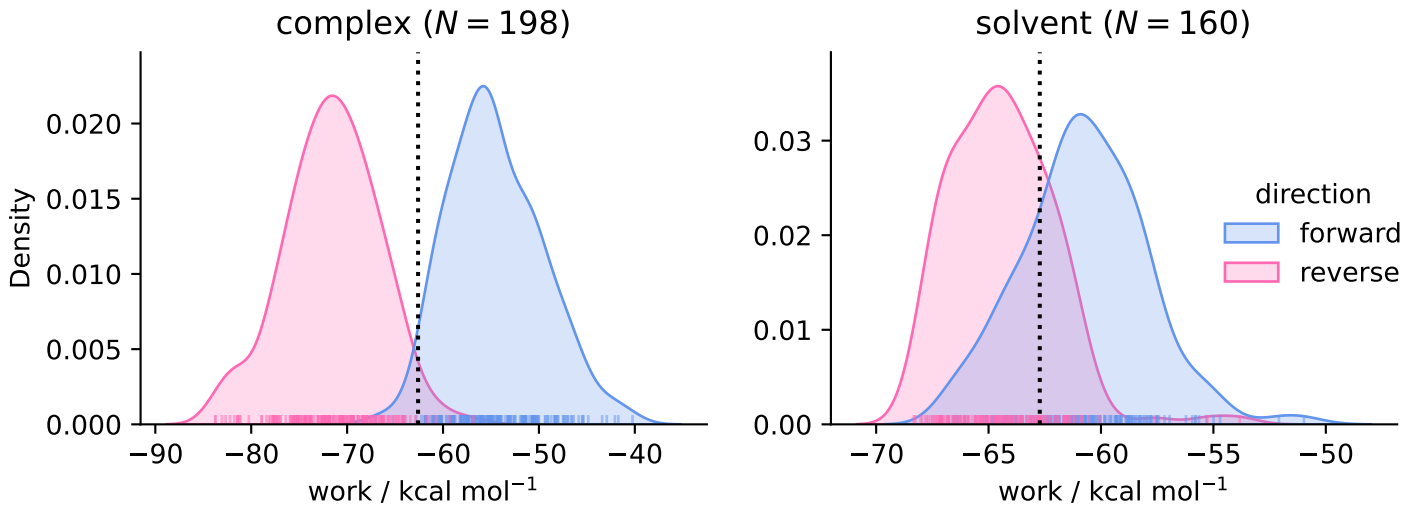 complex (N = 198)
Density
0.020
0.015
0.010
0.005
0.000
−90 −80 −70 −60 −50 −40
work / kcal mol⁻¹
solvent (N = 160)
0.03
0.02
0.01
0.00
−70 −65 −60 −55 −50
work / kcal mol⁻¹
direction
forward
reverse